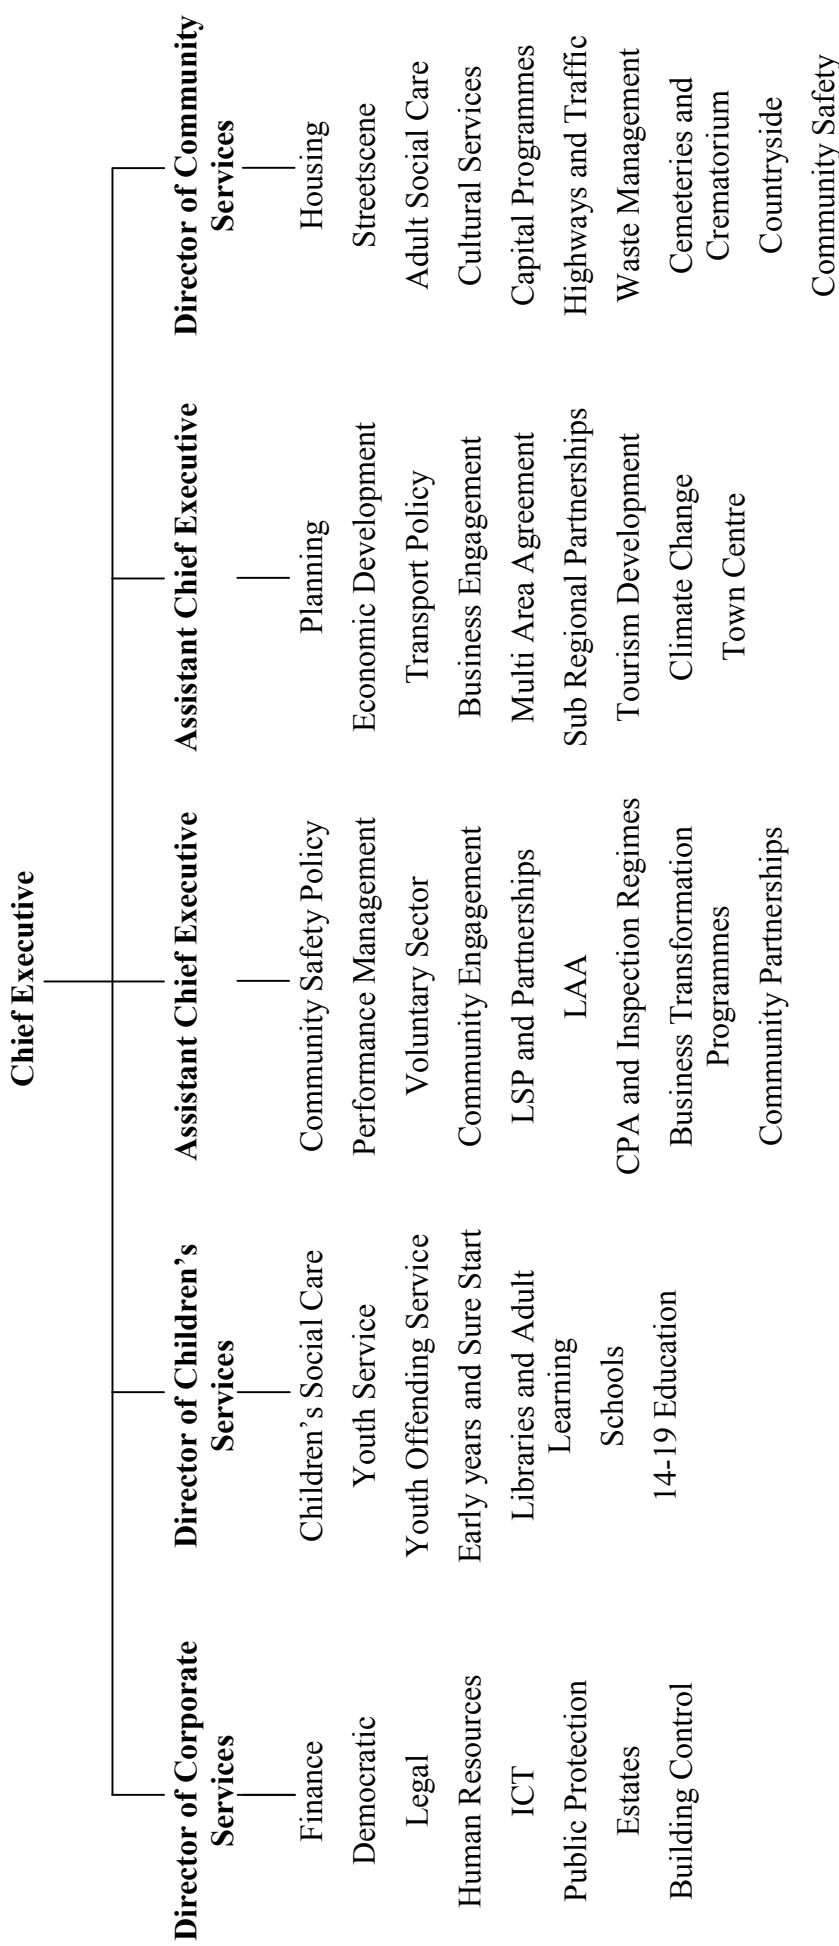 Chief Executive
Director of Corporate
Services
Finance
Democratic
Legal
Human Resources
ICT
Public Protection
Estates
Building Control
Director of Children’s
Services
Children’s Social Care
Youth Service
Youth Offending Service
Early years and Sure Start
Libraries and Adult
Learning
Schools
14-19 Education
Assistant Chief Executive
Community Safety Policy
Performance Management
Voluntary Sector
Community Engagement
LSP and Partnerships
LAA
CPA and Inspection Regimes
Business Transformation
Programmes
Community Partnerships
Assistant Chief Executive
Planning
Economic Development
Transport Policy
Business Engagement
Multi Area Agreement
Sub Regional Partnerships
Tourism Development
Climate Change
Town Centre
Director of Community
Services
Housing
Streetscene
Adult Social Care
Cultural Services
Capital Programmes
Highways and Traffic
Waste Management
Cemeteries and
Crematorium
Countryside
Community Safety